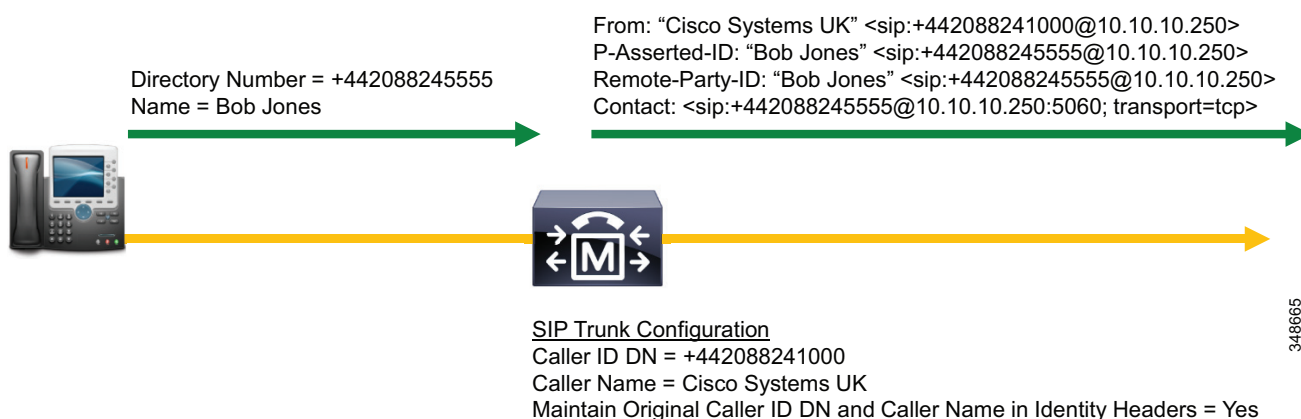 From: “Cisco Systems UK” <sip:+442088241000@10.10.10.250>
P-Asserted-ID: “Bob Jones” <sip:+442088245555@10.10.10.250>
Remote-Party-ID: “Bob Jones” <sip:+442088245555@10.10.10.250>
Contact: <sip:+442088245555@10.10.10.250:5060; transport=tcp>
Directory Number = +442088245555
Name = Bob Jones
M
SIP Trunk Configuration
Caller ID DN = +442088241000
Caller Name = Cisco Systems UK
Maintain Original Caller ID DN and Caller Name in Identity Headers = Yes
348665